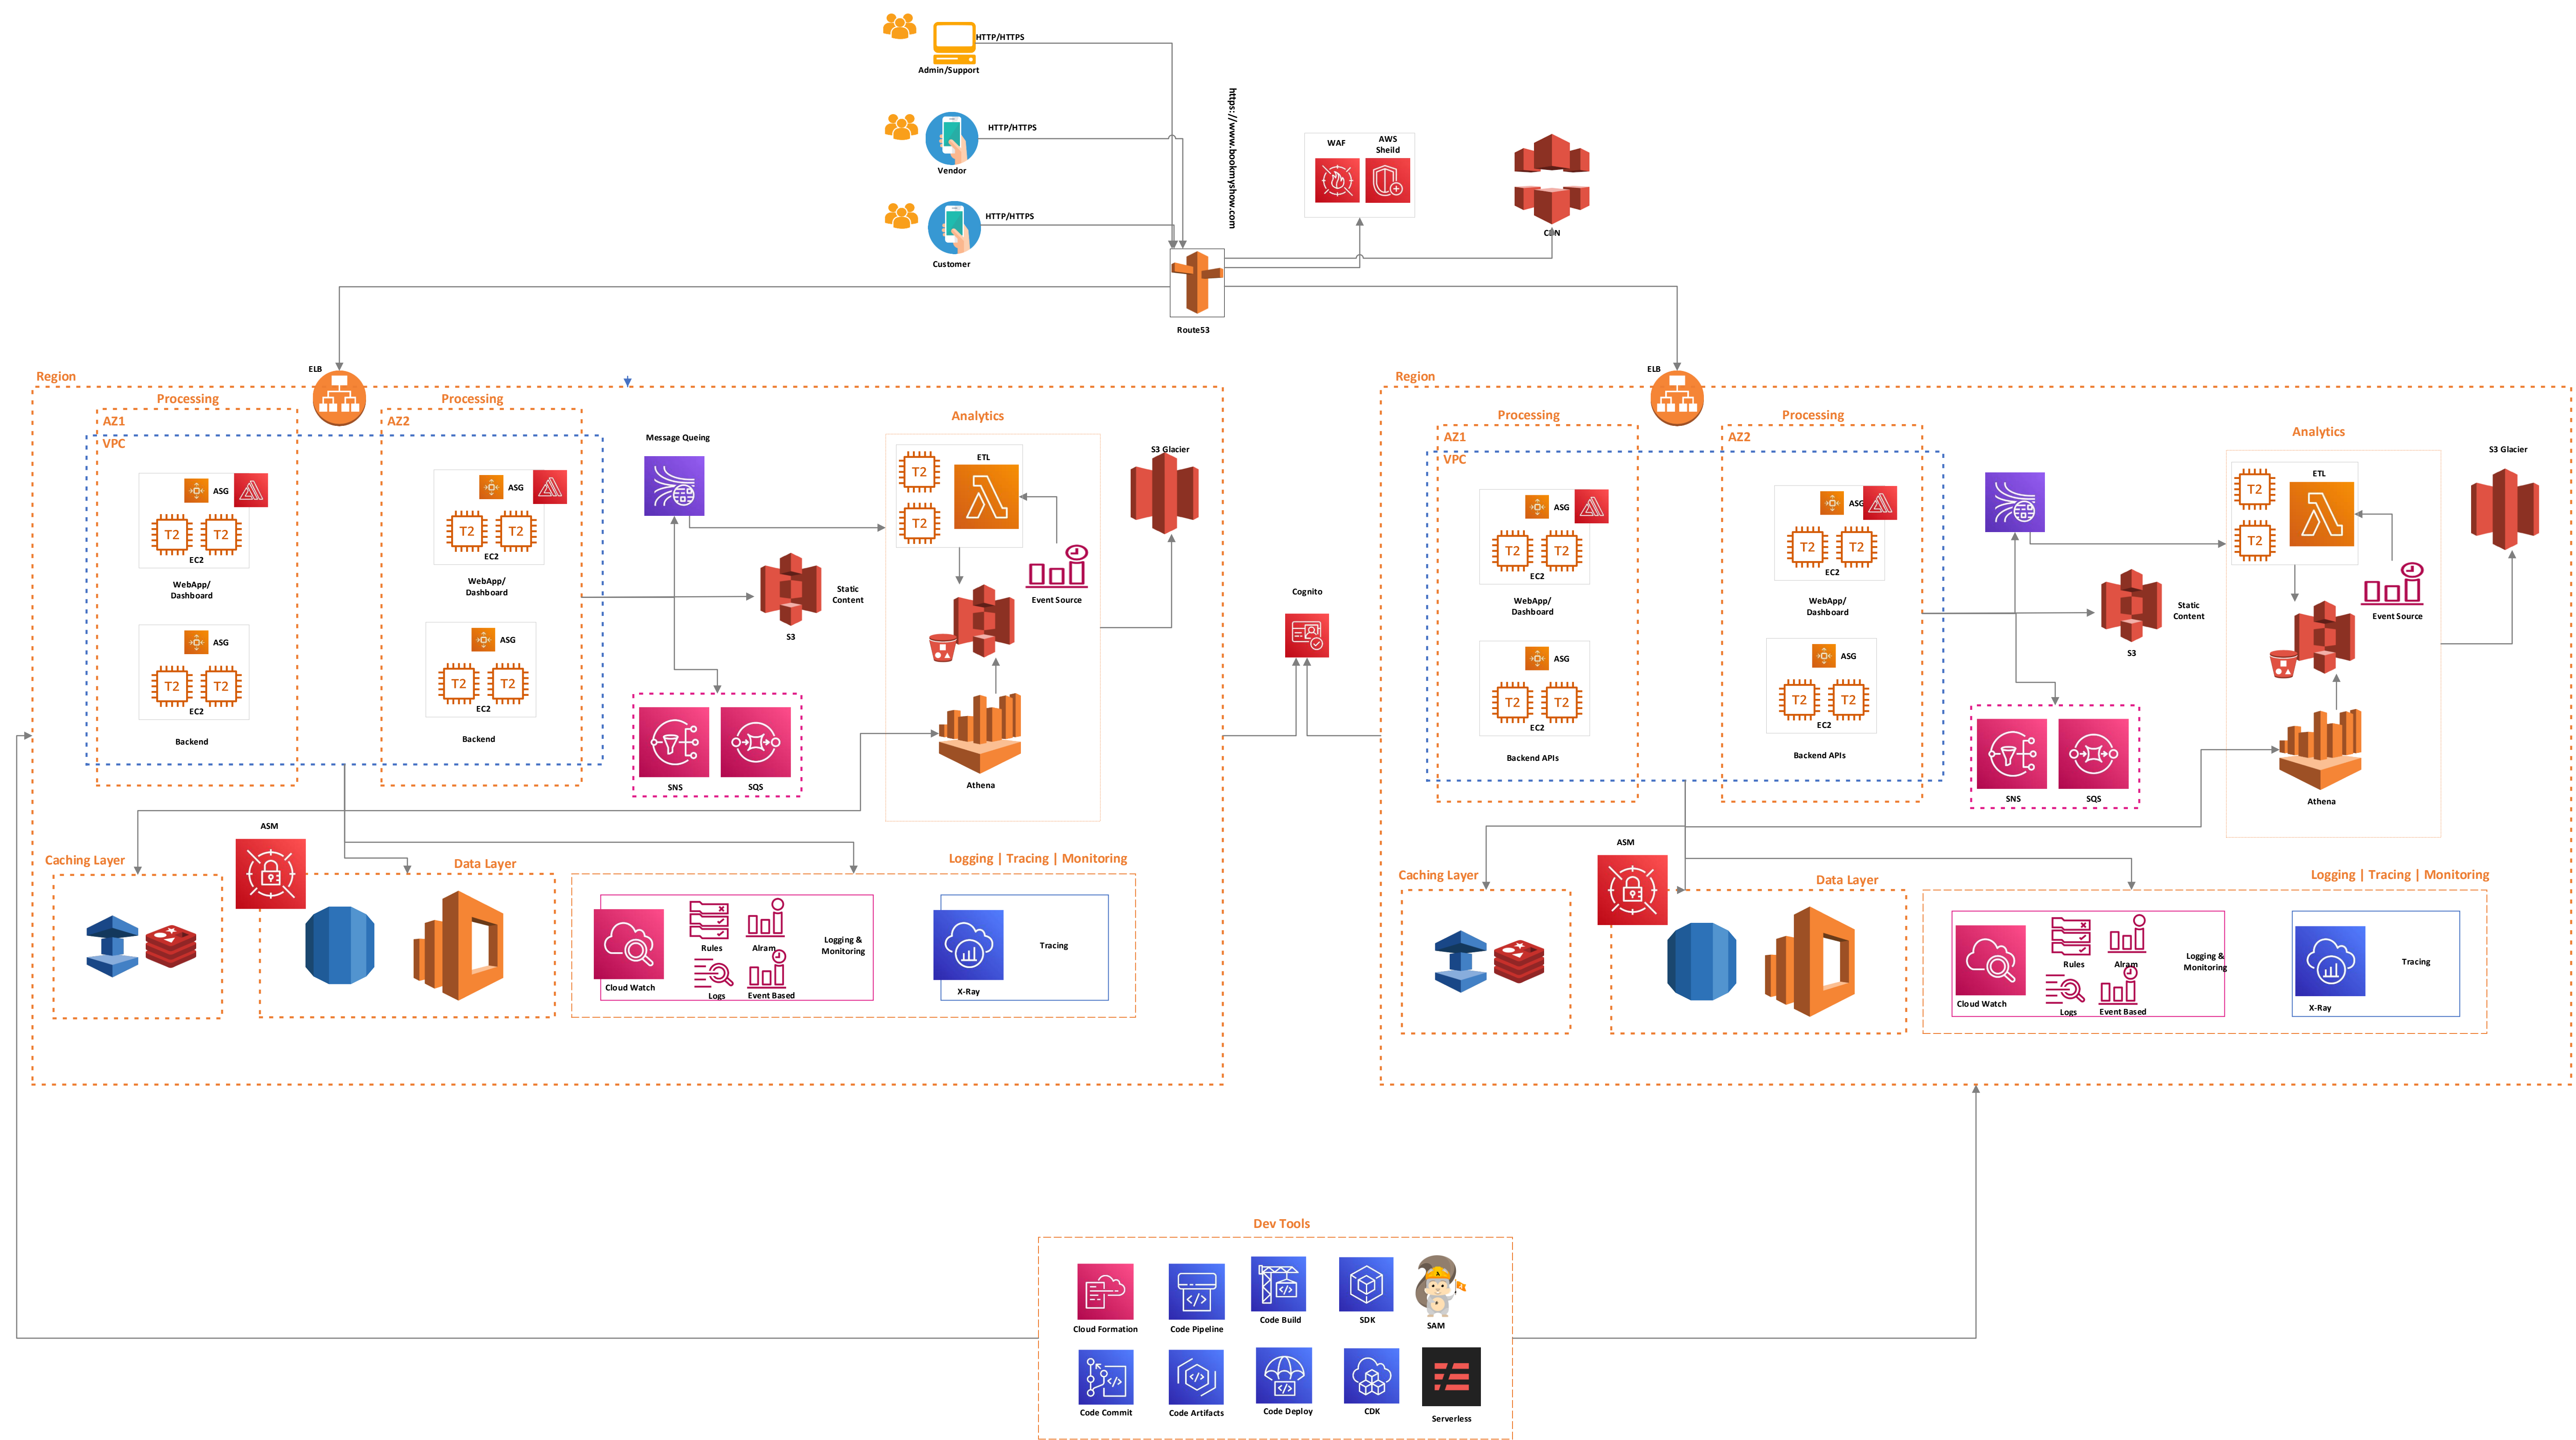 HTTP/HTTPS
Admin/Support
HTTP/HTTPS
Vendor
HTTP/HTTPS
Customer
https://www.bookmyshow.com
WAF
AWS
Sheild
CDN
Route53
Region
ELB
Processing
Processing
AZ1
AZ2
VPC
ASG
T2
T2
EC2
WebApp/
Dashboard
ASG
T2
T2
EC2
Backend
ASG
T2
T2
EC2
WebApp/
Dashboard
ASG
T2
T2
EC2
Backend
Message Queing
Static
Content
S3
SNS
SQS
Analytics
T2
T2
ETL
Event Source
Athena
S3 Glacier
ASM
Caching Layer
Data Layer
Logging | Tracing | Monitoring
Cloud Watch
Rules
Alram
Logs
Event Based
Logging &
Monitoring
X-Ray
Tracing
Cognito
Region
ELB
Processing
Processing
AZ1
AZ2
VPC
ASG
T2
T2
EC2
WebApp/
Dashboard
ASG
T2
T2
EC2
Backend APIs
ASG
T2
T2
EC2
WebApp/
Dashboard
ASG
T2
T2
EC2
Backend APIs
Static
Content
S3
SNS
SQS
Analytics
T2
T2
ETL
Event Source
Athena
S3 Glacier
ASM
Caching Layer
Data Layer
Logging | Tracing | Monitoring
Cloud Watch
Rules
Alram
Logs
Event Based
Logging &
Monitoring
X-Ray
Tracing
Dev Tools
Cloud Formation
Code Pipeline
Code Build
SDK
SAM
Code Commit
Code Artifacts
Code Deploy
CDK
Serverless